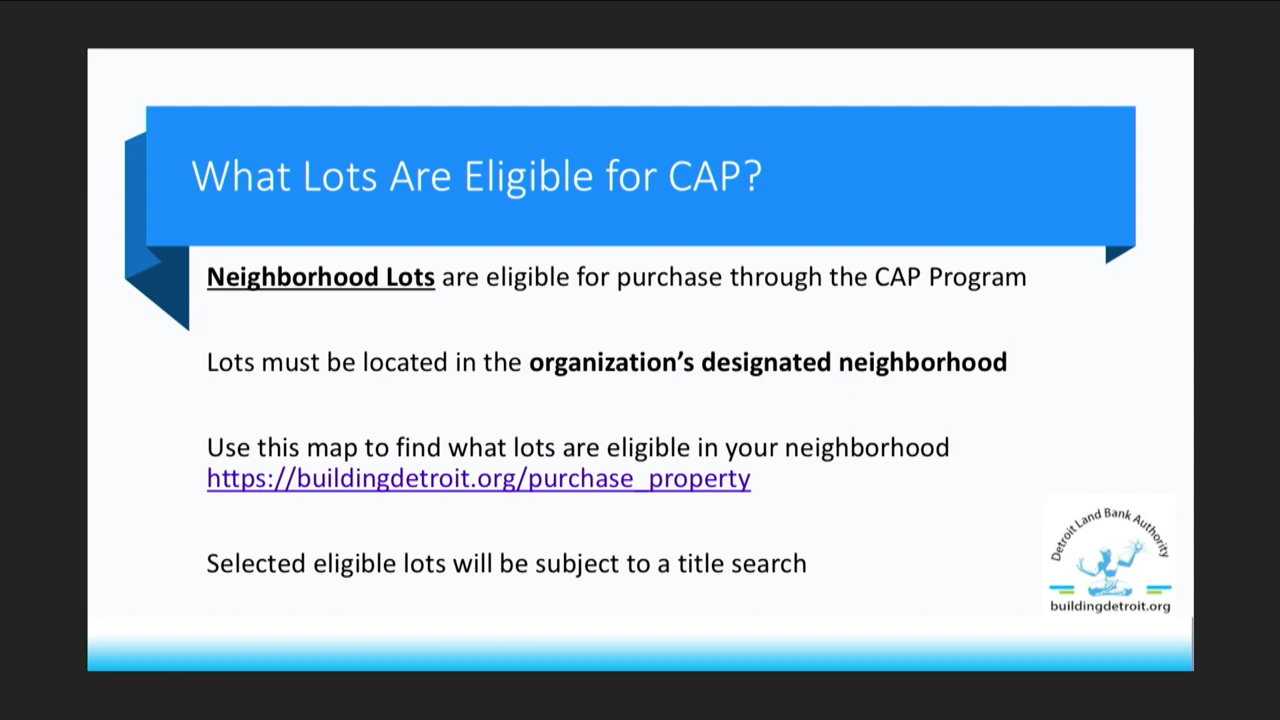 What Lots Are Eligible for CAP?
Neighborhood Lots are eligible for purchase through the CAP Program
Lots must be located in the organization’s designated neighborhood
Use this map to find what lots are eligible in your neighborhood
https://buildingdetroit.org/purchase_property
Selected eligible lots will be subject to a title search
Detroit Land Bank Authority
buildingdetroit.org